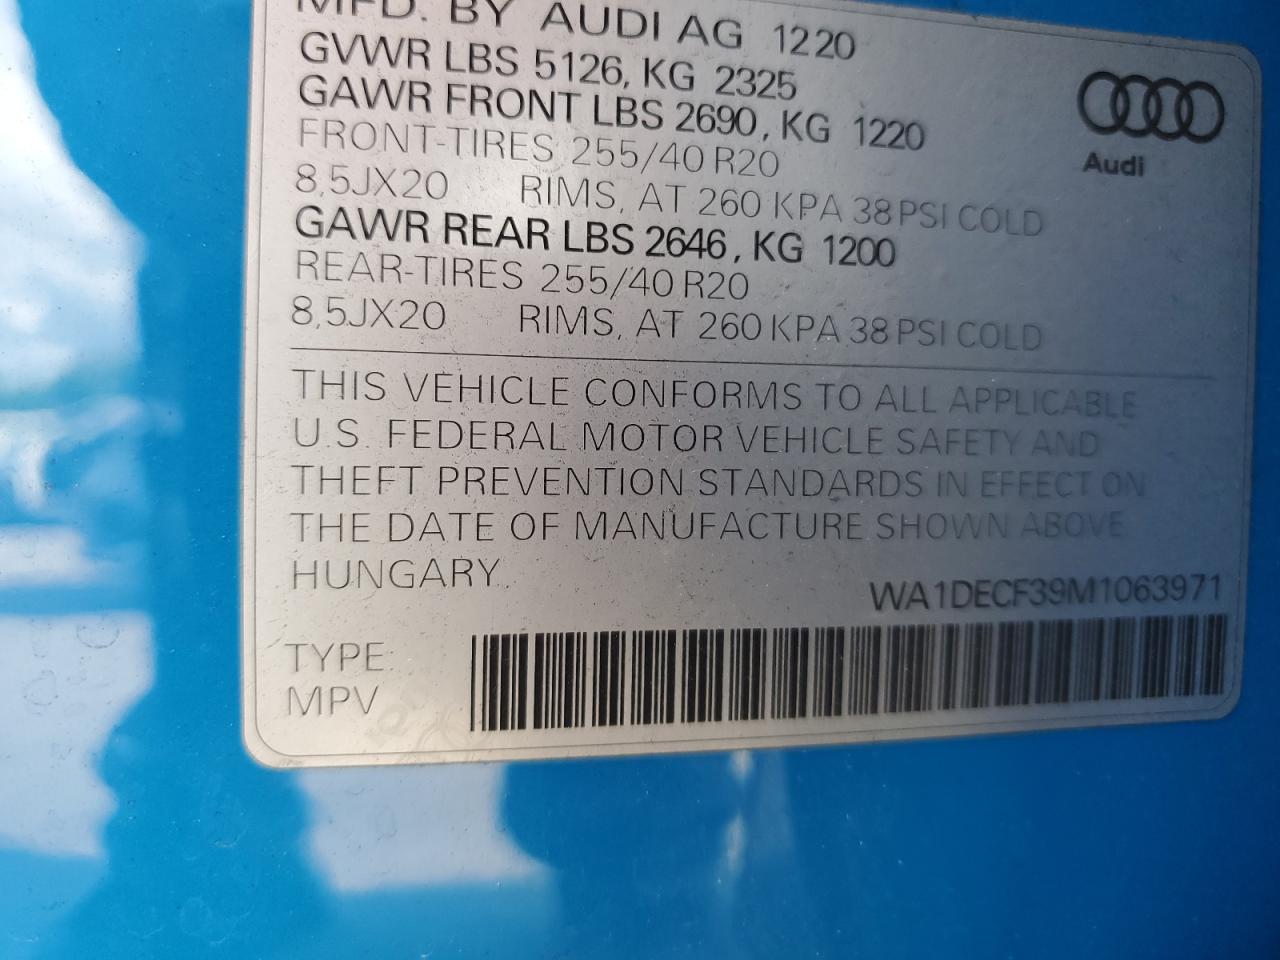 MFD. BY AUDI AG 1220
GVWR LBS 5126, KG 2325
GAWR FRONT LBS 2690, KG 1220
FRONT-TIRES 255/40 R20
8,5JX20 RIMS, AT 260 KPA 38 PSI COLD
GAWR REAR LBS 2646, KG 1200
REAR-TIRES 255/40 R20
8,5JX20 RIMS, AT 260 KPA 38 PSI COLD
Audi
THIS VEHICLE CONFORMS TO ALL APPLICABLE
U.S. FEDERAL MOTOR VEHICLE SAFETY AND
THEFT PREVENTION STANDARDS IN EFFECT ON
THE DATE OF MANUFACTURE SHOWN ABOVE
HUNGARY
WA1DECF39M1063971
TYPE:
MPV